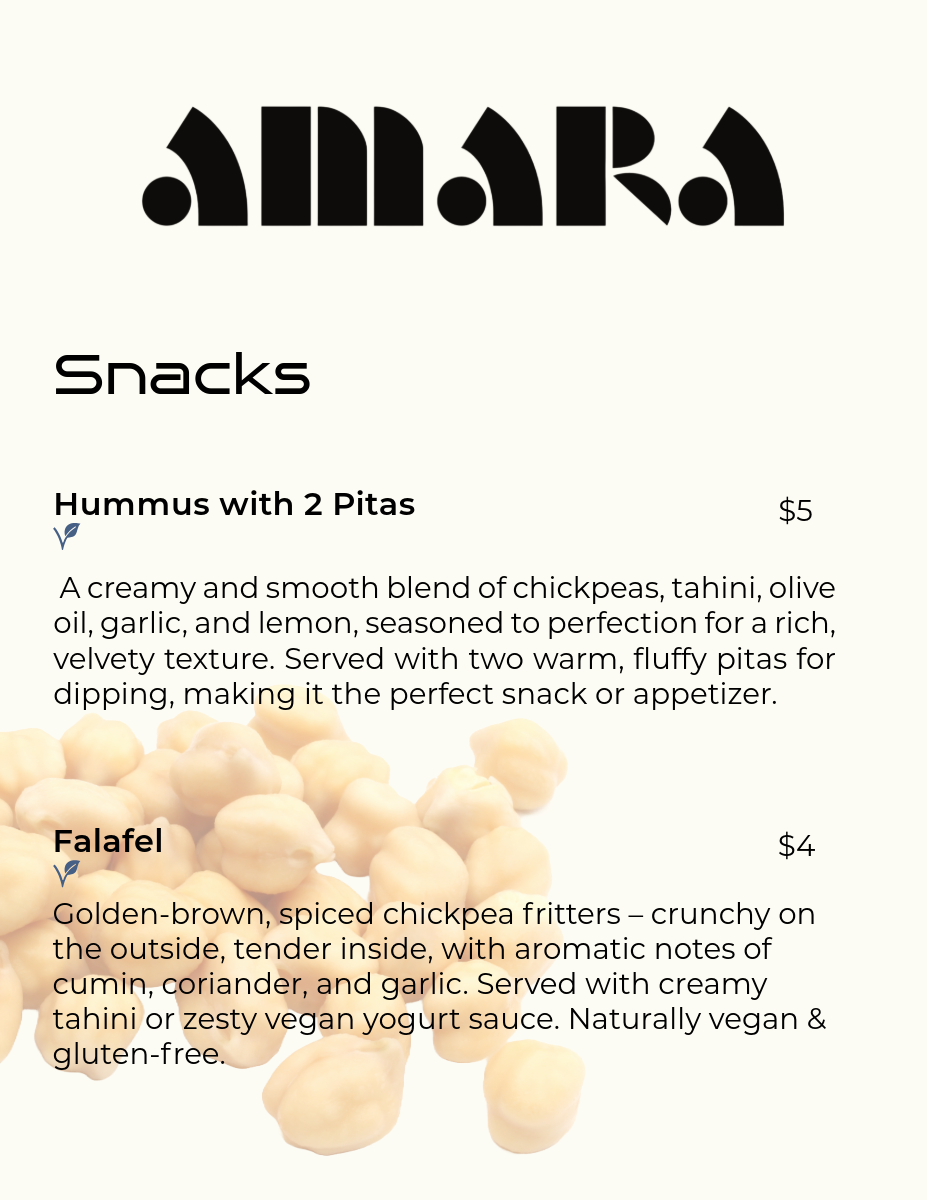 AMARA
Snacks
Hummus with 2 Pitas
$5
A creamy and smooth blend of chickpeas, tahini, olive
oil, garlic, and lemon, seasoned to perfection for a rich,
velvety texture. Served with two warm, fluffy pitas for
dipping, making it the perfect snack or appetizer.
Falafel
$4
Golden-brown, spiced chickpea fritters – crunchy on
the outside, tender inside, with aromatic notes of
cumin, coriander, and garlic. Served with creamy
tahini or zesty vegan yogurt sauce. Naturally vegan &
gluten-free.